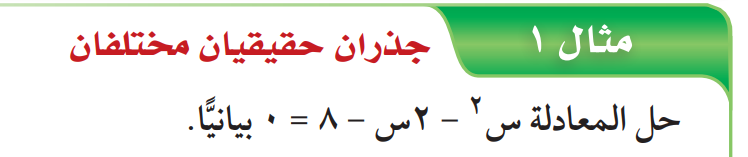 مثال ١
جذران حقيقيان مختلفان
حل المعادلة س٢ – ٢س – ٨ = ٠ بيانيًّا.